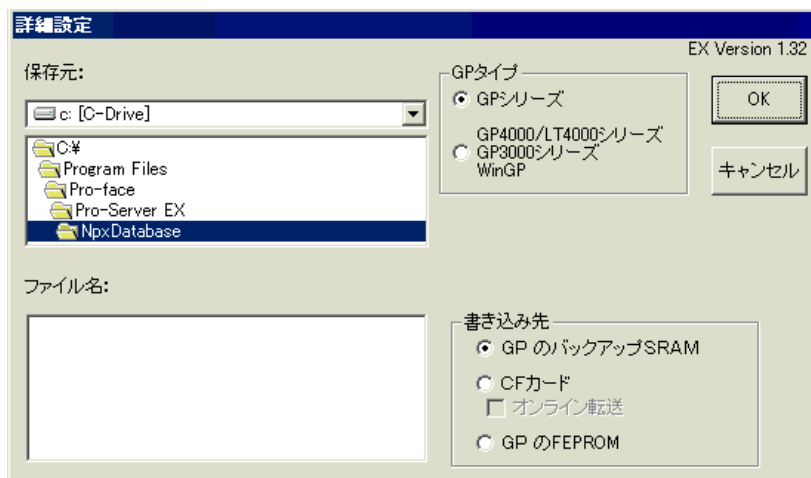 詳細設定
EX Version 1.32
保存元:
c: [C-Drive]
C:¥
Program Files
Pro-face
Pro-Server EX
NpxDatabase
GPタイプ
GPシリーズ
GP4000/LT4000シリーズ
GP3000シリーズ
WinGP
OK
キャンセル
ファイル名:
書き込み先
GP のバックアップSRAM
CFカード
オンライン転送
GP のFEPROM